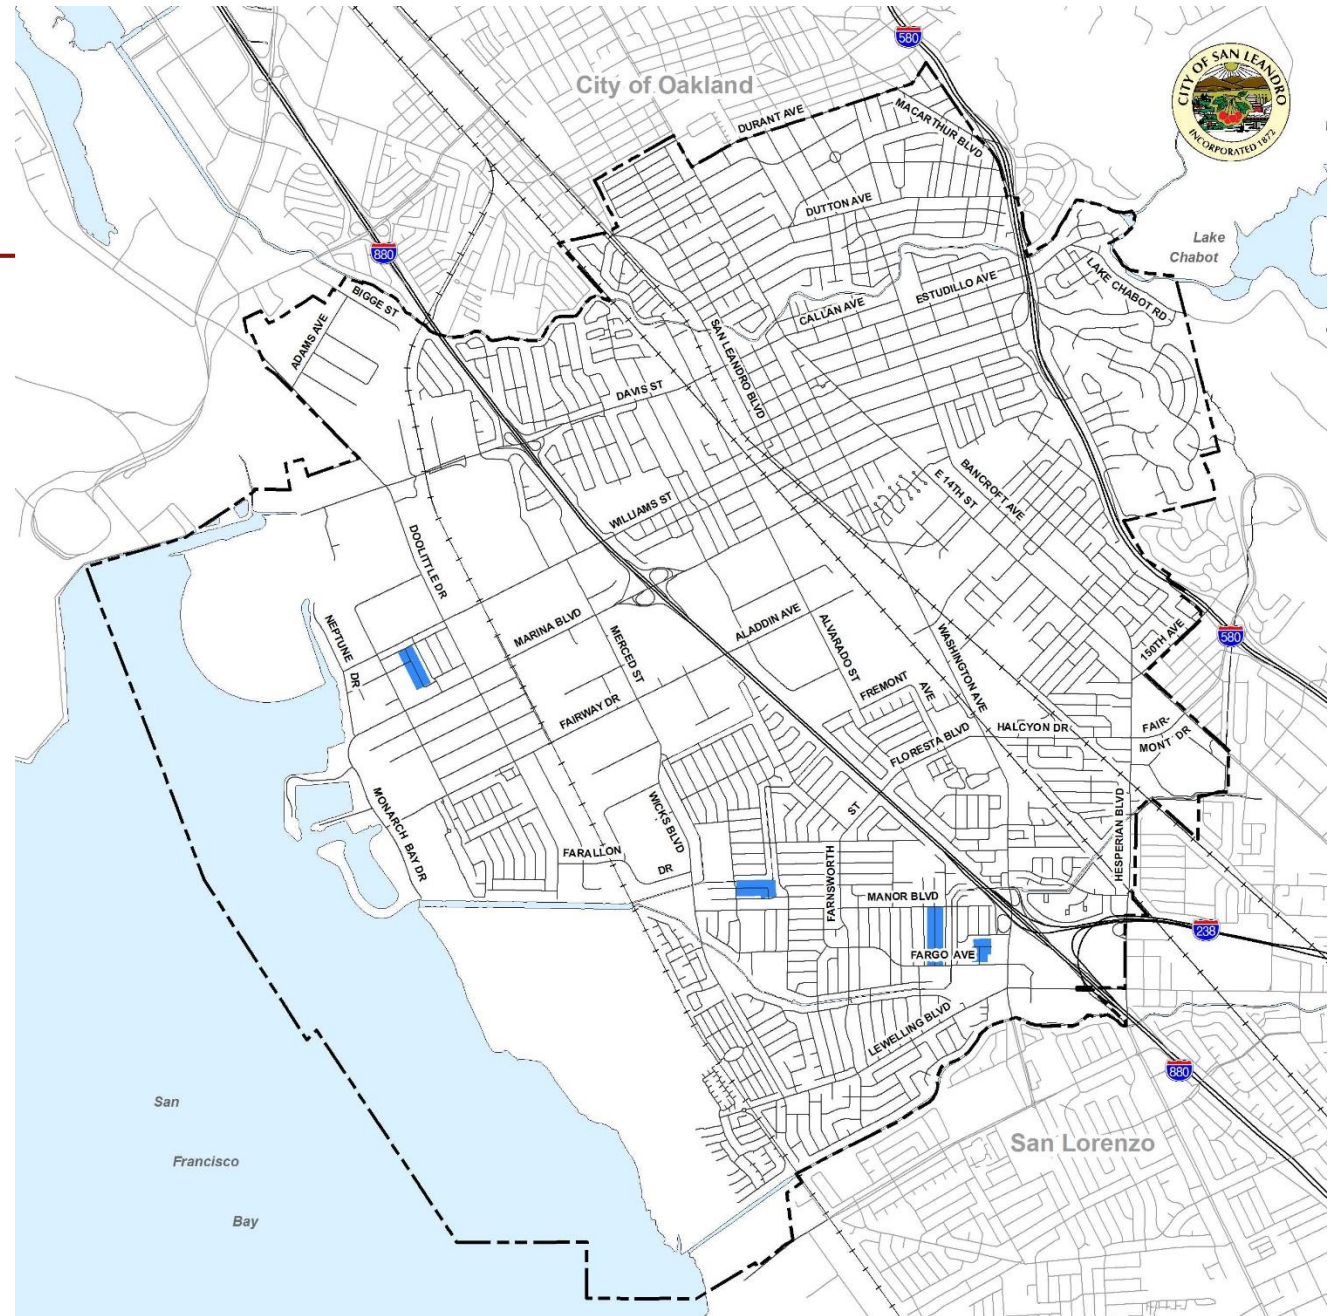 580
City of Oakland
CITY OF SAN LEANDRO
INCORPORATED 1872
DURANT AVE
MACARTHUR BLVD
DUTTON AVE
Lake
Chabot
880
LAKE CHABOT RD
BIGGE ST
ESTUDILLO AVE
CALLAN AVE
ADAMS AVE
SAN LEANDRO BLVD
DAVIS ST
BANCROFT AVE
E 14TH ST
WILLIAMS ST
DOOLITTLE DR
NEPTUNE DR
MARINA BLVD
MERCED ST
ALADDIN AVE
ALVARADO ST
WASHINGTON AVE
150TH AVE
580
FREMONT
AVE
FAIRWAY DR
HALCYON DR
FAIR-
MONT DR
FLORESTA BLVD
MONARCH BAY DR
WICKS BLVD
ST
HESPERIAN BLVD
FARALLON
DR
FARNSWORTH
MANOR BLVD
238
FARGO AVE
LEWELLING BLVD
880
San
Francisco
Bay
San Lorenzo